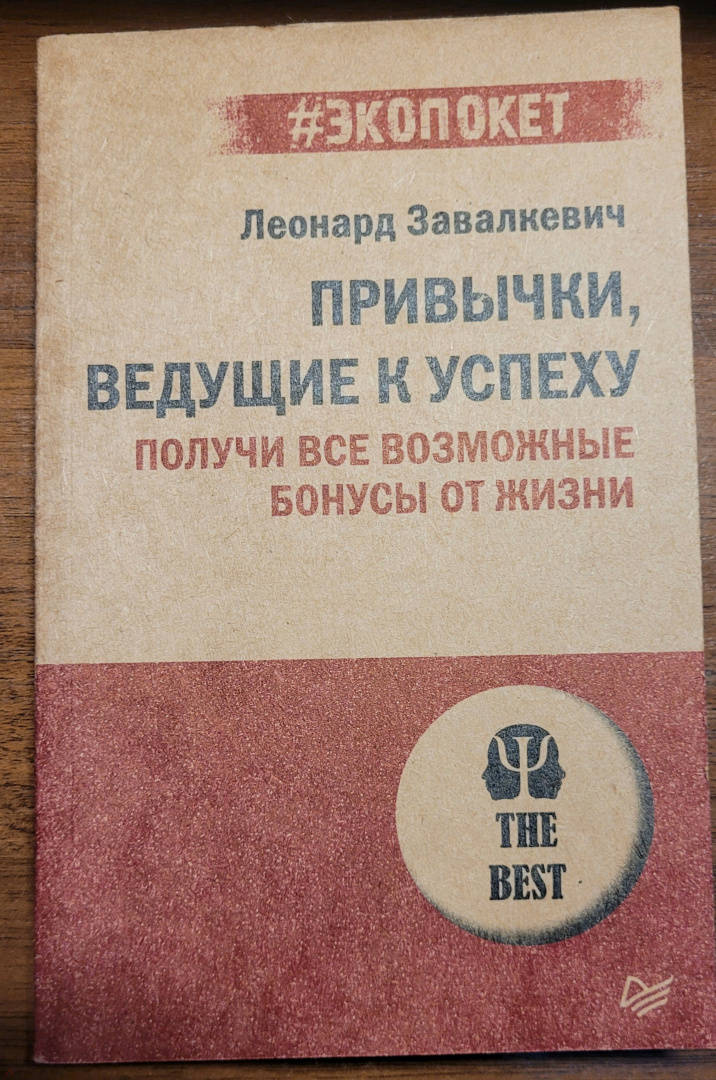 #ЭКОПОКЕТ
Леонард Завалкевич
ПРИВЫЧКИ,
ВЕДУЩИЕ К УСПЕХУ
ПОЛУЧИ ВСЕ ВОЗМОЖНЫЕ
БОНУСЫ ОТ ЖИЗНИ
Ψ
THE
BEST